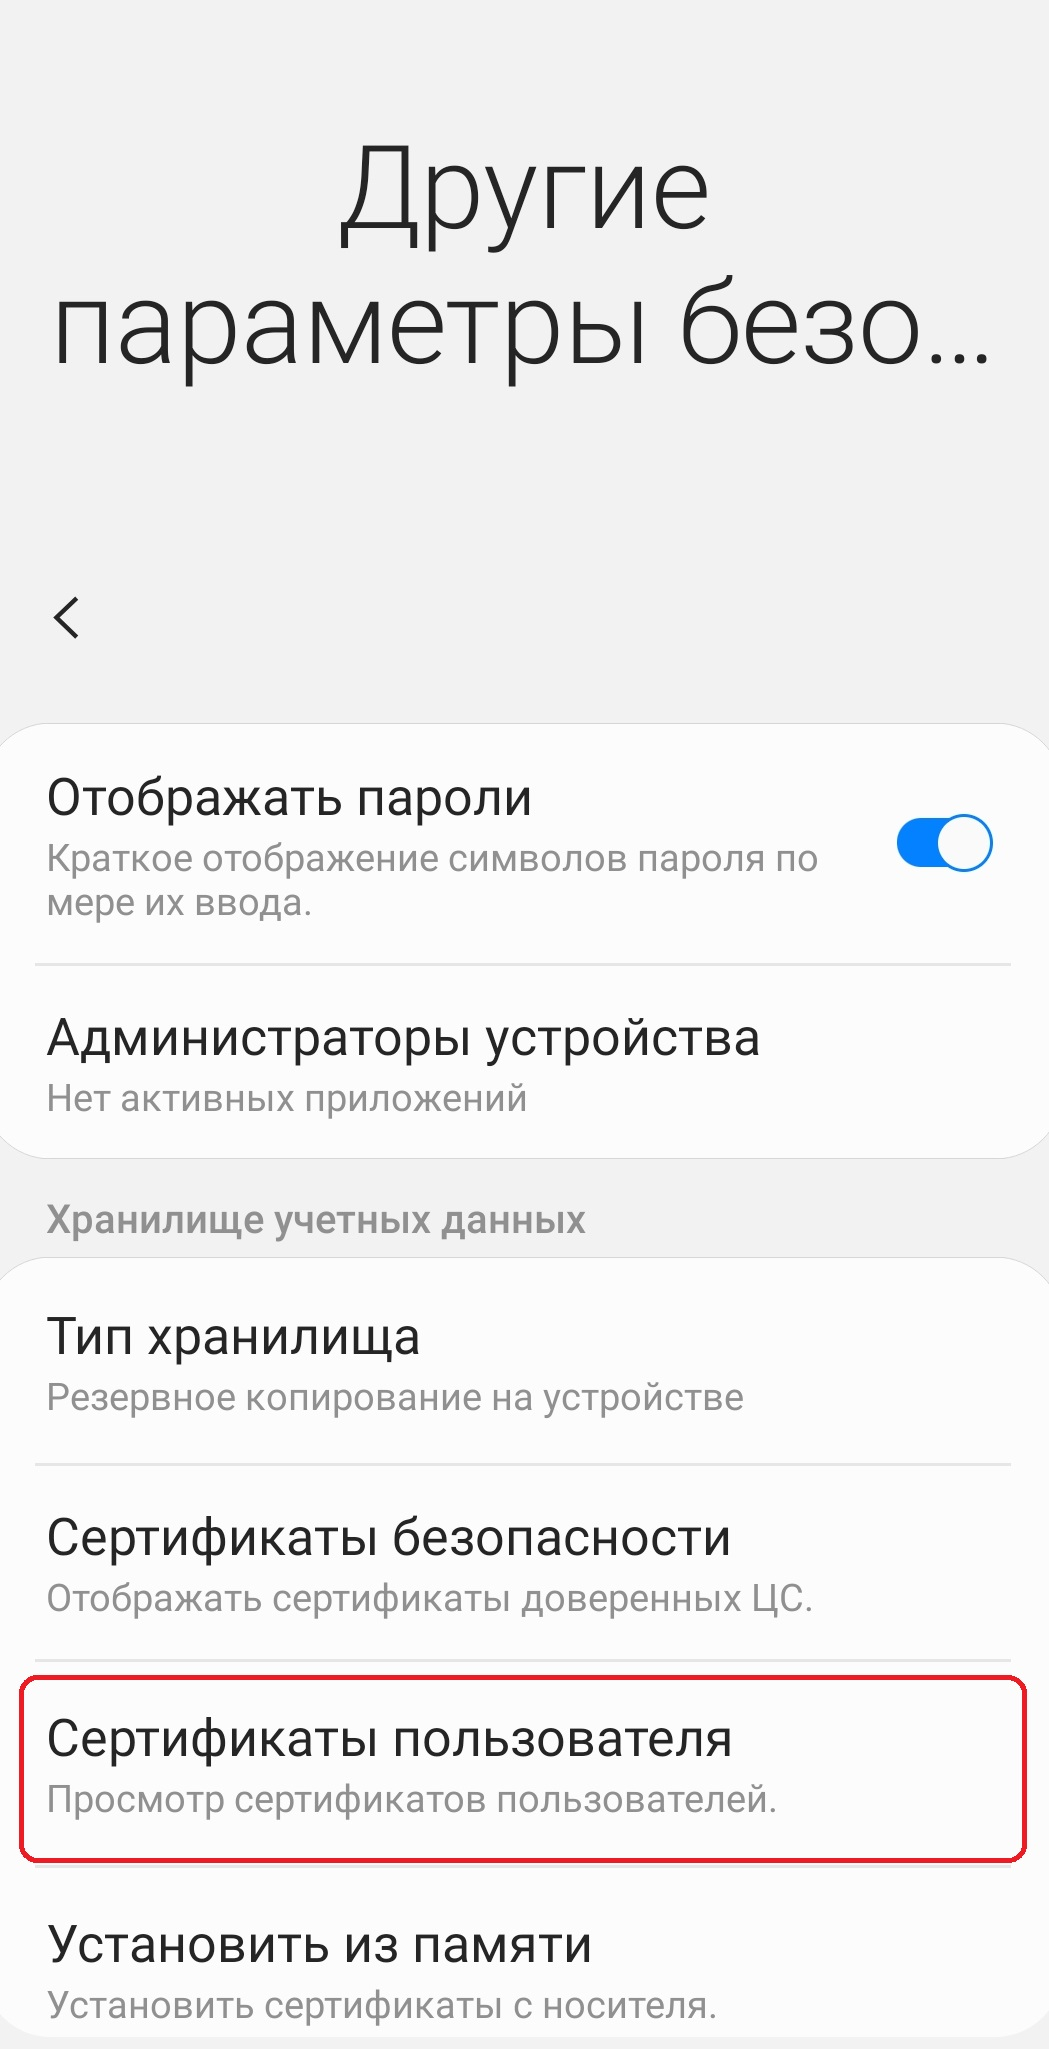 Другие
параметры безо...
Отображать пароли
Краткое отображение символов пароля по
мере их ввода.
Администраторы устройства
Нет активных приложений
Хранилище учетных данных
Тип хранилища
Резервное копирование на устройстве
Сертификаты безопасности
Отображать сертификаты доверенных ЦС.
Сертификаты пользователя
Просмотр сертификатов пользователей.
Установить из памяти
Установить сертификаты с носителя.